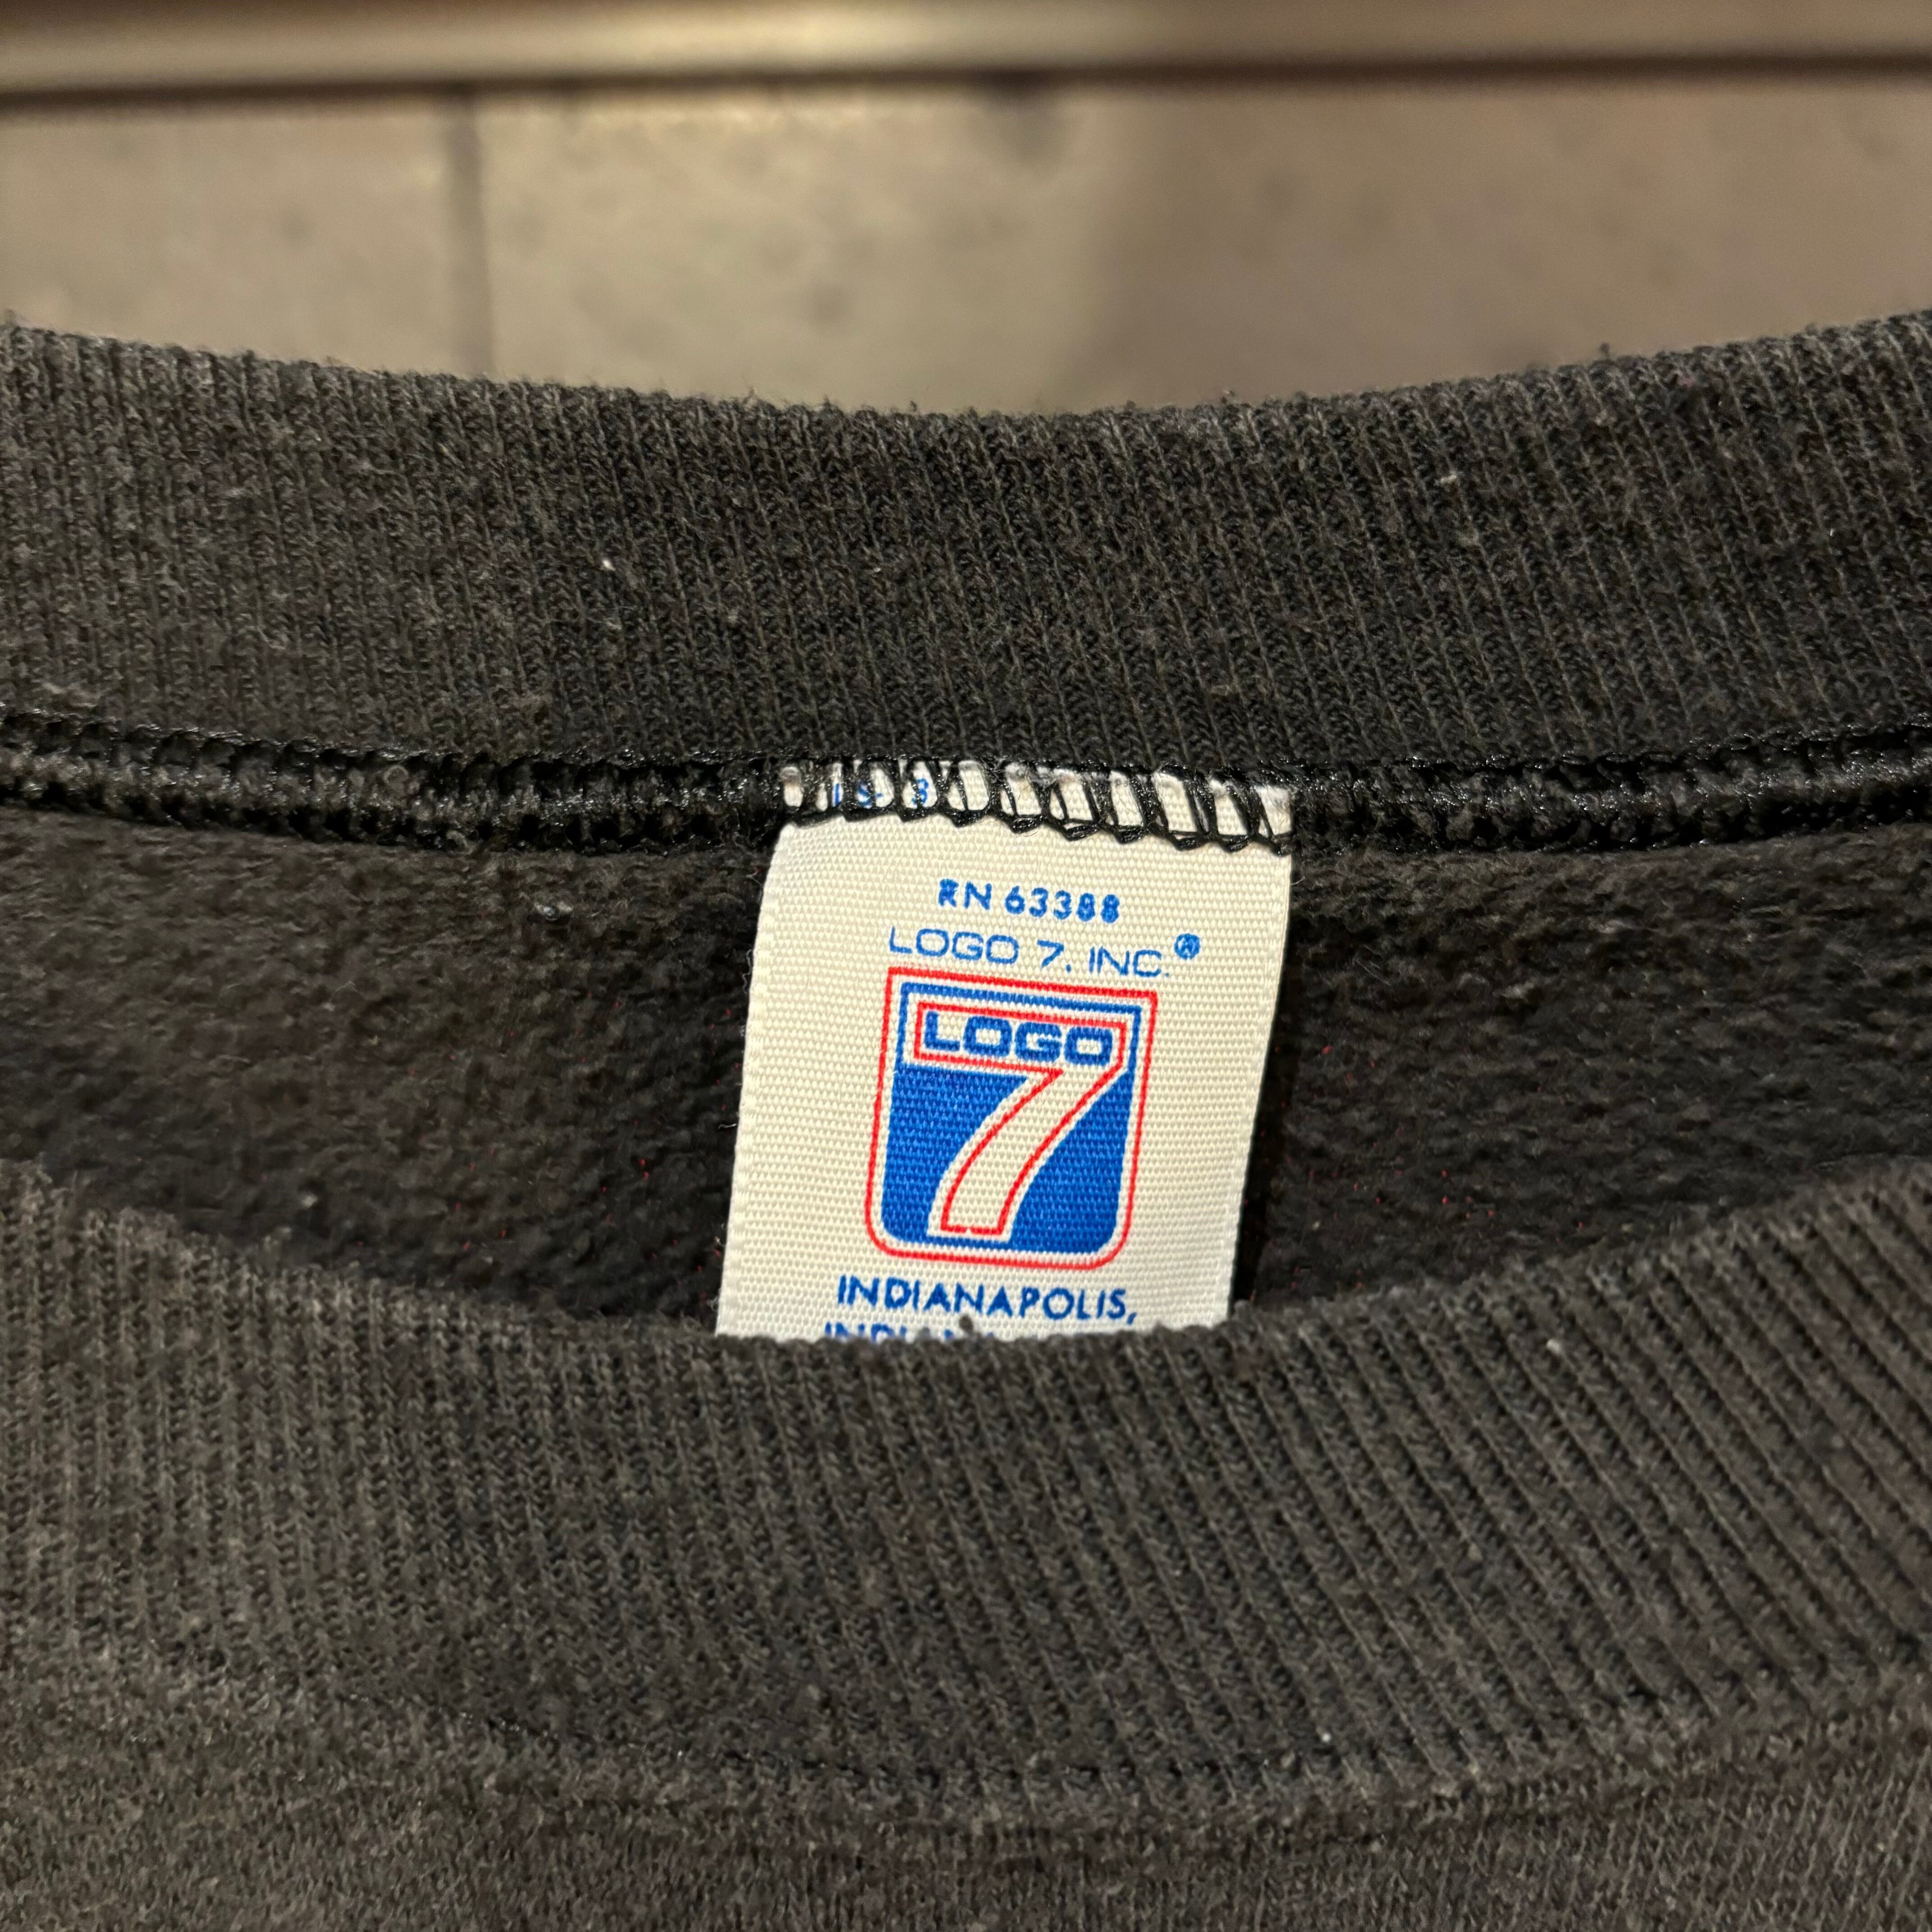 RN 63388
LOGO 7, INC.®
LOGO
7
INDIANAPOLIS,